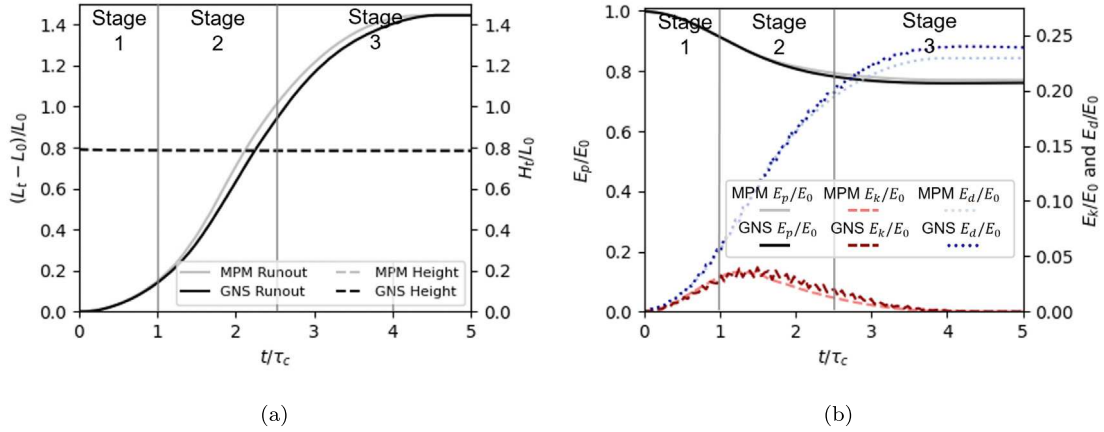 Stage
1
Stage
2
Stage
3
1.4
1.2
1.0
0.8
0.6
0.4
0.2
0.0
(L_t − L_0)/L_0
1.4
1.2
1.0
0.8
0.6
0.4
0.2
0.0
H_t/L_0
MPM Runout
GNS Runout
MPM Height
GNS Height
0 1 2 3 4 5
t/τ_c
(a)
Stage
1
Stage
2
Stage
3
1.0
0.8
0.6
0.4
0.2
0.0
E_p/E_0
0.25
0.20
0.15
0.10
0.05
0.00
E_k/E_0 and E_d/E_0
MPM E_p/E_0 MPM E_k/E_0 MPM E_d/E_0
GNS E_p/E_0 GNS E_k/E_0 GNS E_d/E_0
0 1 2 3 4 5
t/τ_c
(b)